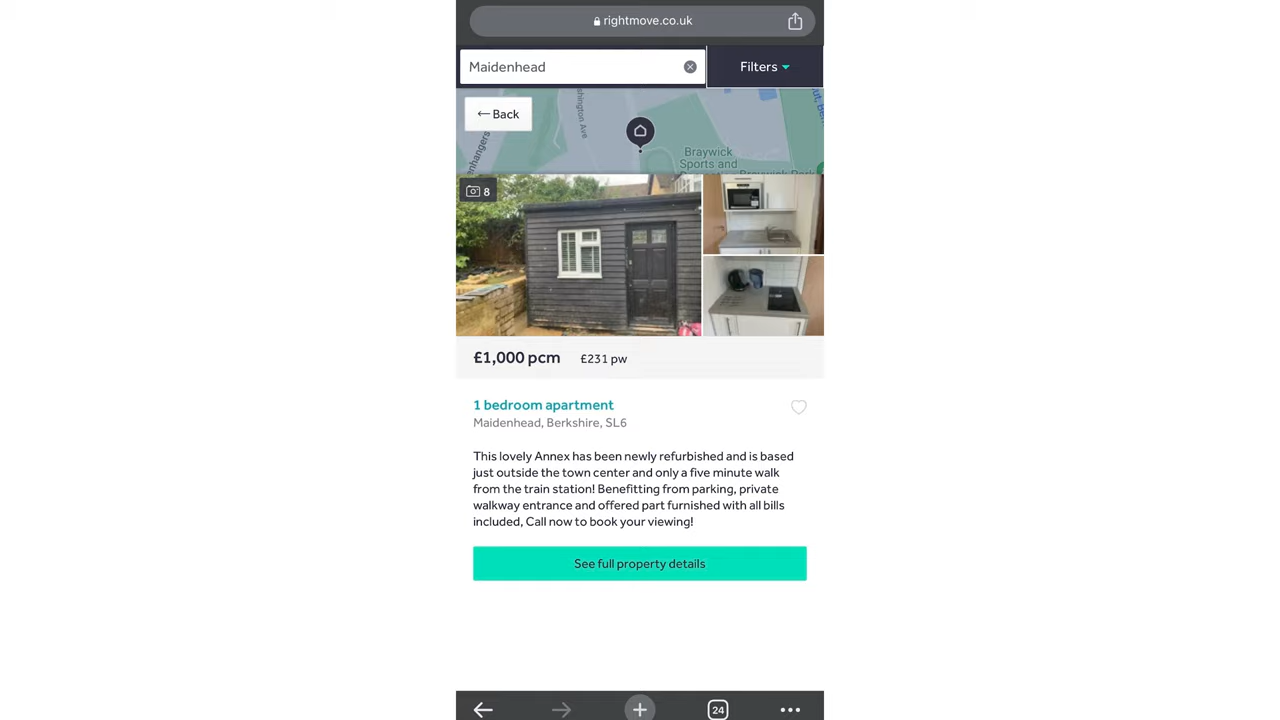 rightmove.co.uk
Maidenhead
Filters
← Back
Braywick
Sports and
8
£1,000 pcm £231 pw
1 bedroom apartment
Maidenhead, Berkshire, SL6
This lovely Annex has been newly refurbished and is based
just outside the town center and only a five minute walk
from the train station! Benefitting from parking, private
walkway entrance and offered part furnished with all bills
included, Call now to book your viewing!
See full property details
24